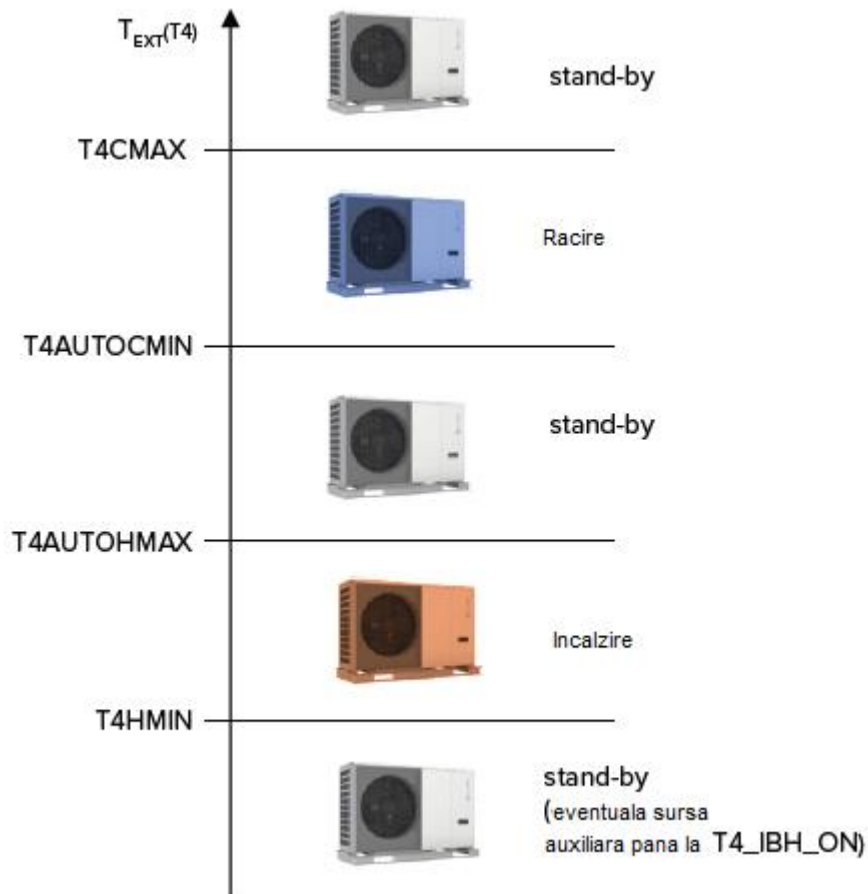 T_EXT(T4)
stand-by
T4CMAX
Racire
T4AUTOCMIN
stand-by
T4AUTOHMAX
Incalzire
T4HMIN
stand-by
(eventuala sursa
auxiliara pana la T4_IBH_ON)